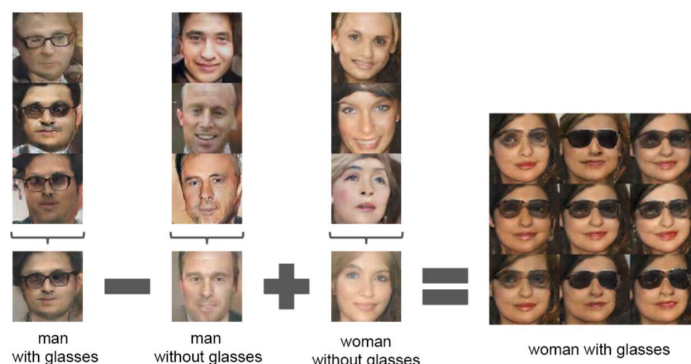 man
with glasses
man
without glasses
woman
without glasses
woman with glasses